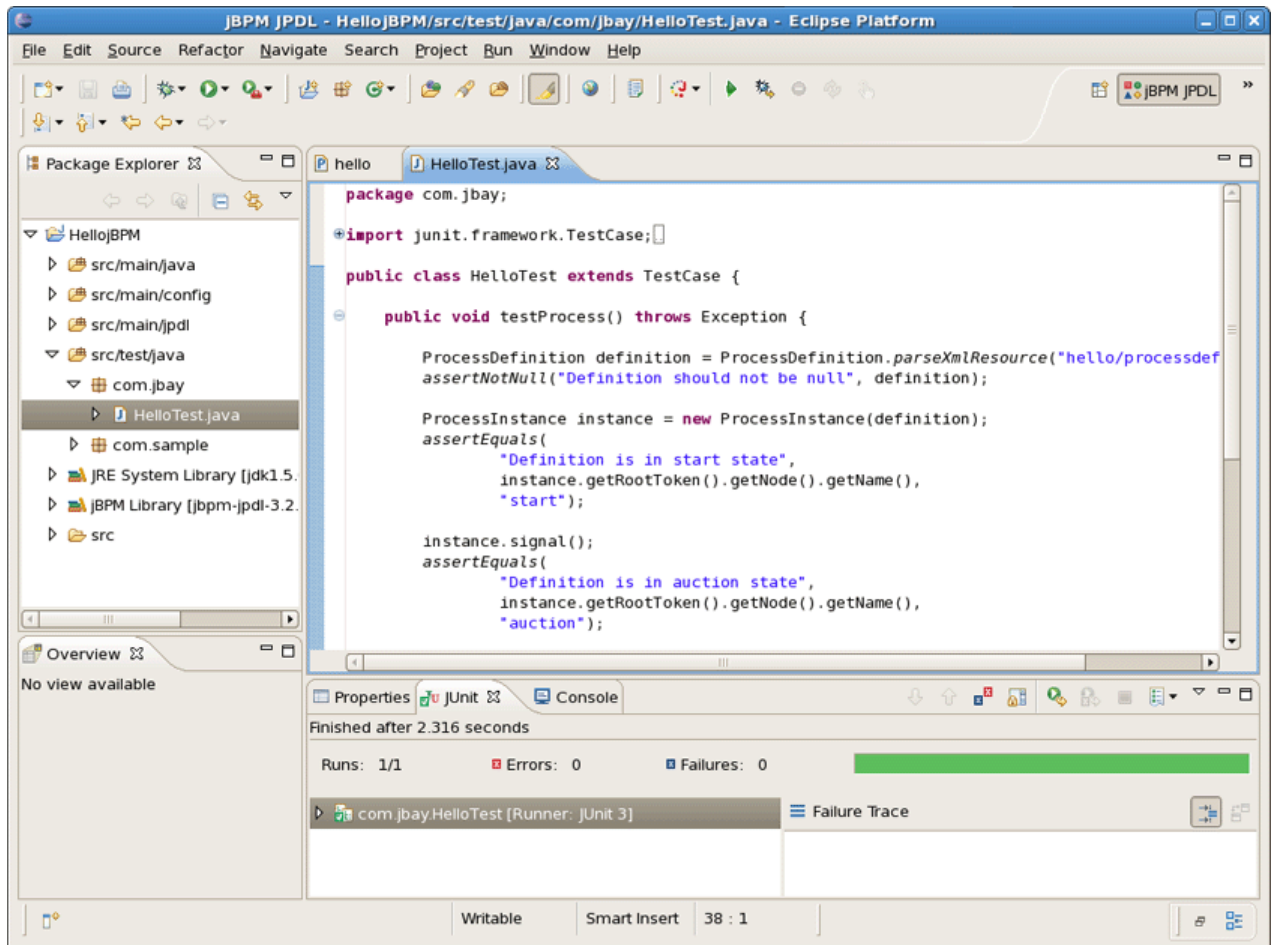 jBPM JPDL - HellojBPM/src/test/java/com/jbay/HelloTest.java - Eclipse Platform
File Edit Source Refactor Navigate Search Project Run Window Help
jBPM JPDL
Package Explorer
hello
HelloTest.java
HellojBPM
src/main/java
src/main/config
src/main/jpdl
src/test/java
com.jbay
HelloTest.java
com.sample
JRE System Library [jdk1.5.
jBPM Library [jbpm-jpdl-3.2.
src
package com.jbay;
import junit.framework.TestCase;
public class HelloTest extends TestCase {
public void testProcess() throws Exception {
ProcessDefinition definition = ProcessDefinition.parseXmlResource("hello/processdef
assertNotNull("Definition should not be null", definition);
ProcessInstance instance = new ProcessInstance(definition);
assertEquals(
"Definition is in start state",
instance.getRootToken().getNode().getName(),
"start");
instance.signal();
assertEquals(
"Definition is in auction state",
instance.getRootToken().getNode().getName(),
"auction");
Overview
No view available
Properties
JUnit
Console
Finished after 2.316 seconds
Runs: 1/1
Errors: 0
Failures: 0
com.jbay.HelloTest [Runner: JUnit 3]
Failure Trace
Writable
Smart Insert
38 : 1